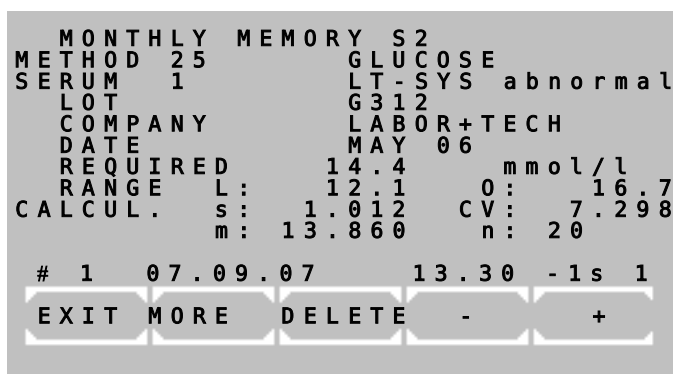 MONTHLY MEMORY S2
METHOD 25 GLUCOSE
SERUM 1 LT-SYS abnormal
LOT G312
COMPANY LABOR+TECH
DATE MAY 06
REQUIRED 14.4 mmol/l
RANGE L: 12.1 O: 16.7
CALCUL. s: 1.012 CV: 7.298
m: 13.860 n: 20
# 1 07.09.07 13.30 -1s 1
EXIT MORE DELETE - +